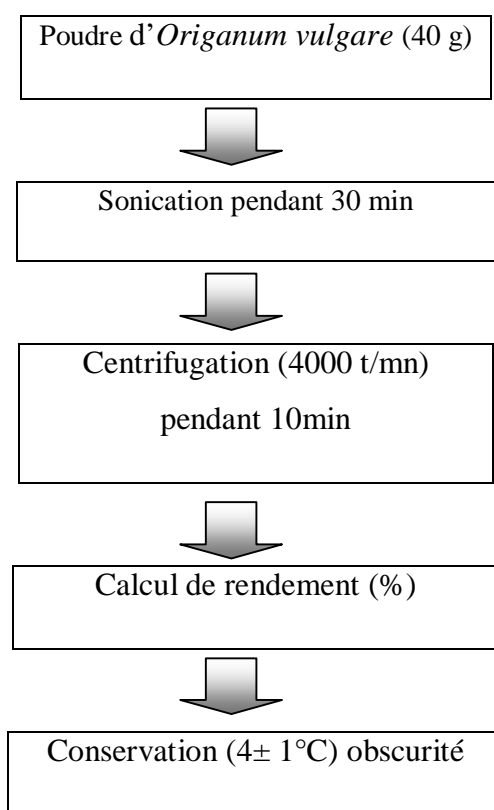 Poudre d’Origanum vulgare (40 g)
Sonication pendant 30 min
Centrifugation (4000 t/mn)
pendant 10min
Calcul de rendement (%)
Conservation (4± 1°C) obscurité